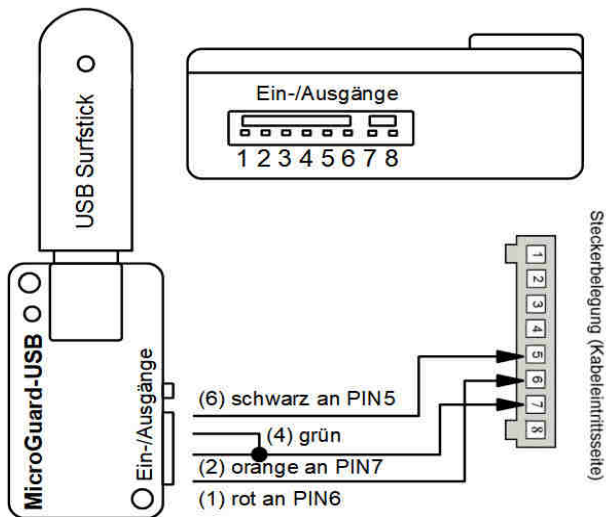 USB Surfstick
Ein-/Ausgänge
1 2 3 4 5 6 7 8
MicroGuard-USB
Ein-/Ausgänge
(6) schwarz an PIN5
(4) grün
(2) orange an PIN7
(1) rot an PIN6
1
2
3
4
5
6
7
8
Steckerbelegung (Kabeleintrittsseite)